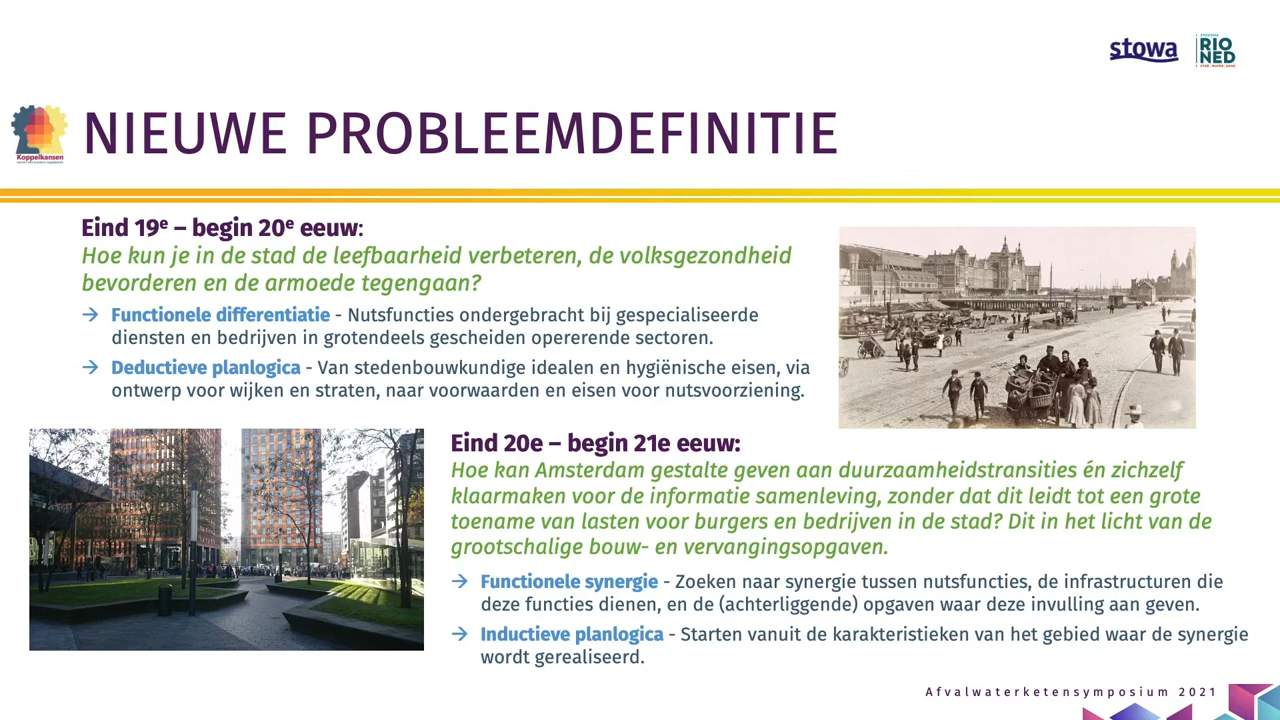 stowa
RIO
NED
Koppelkansen
NIEUWE PROBLEEMDEFINITIE
Eind 19e – begin 20e eeuw:
Hoe kun je in de stad de leefbaarheid verbeteren, de volksgezondheid
bevorderen en de armoede tegengaan?
→ Functionele differentiatie - Nutsfuncties ondergebracht bij gespecialiseerde
diensten en bedrijven in grotendeels gescheiden opererende sectoren.
→ Deductieve planlogica - Van stedenbouwkundige idealen en hygiënische eisen, via
ontwerp voor wijken en straten, naar voorwaarden en eisen voor nutsvoorziening.
Eind 20e – begin 21e eeuw:
Hoe kan Amsterdam gestalte geven aan duurzaamheidstransities én zichzelf
klaarmaken voor de informatie samenleving, zonder dat dit leidt tot een grote
toename van lasten voor burgers en bedrijven in de stad? Dit in het licht van de
grootschalige bouw- en vervangingsopgaven.
→ Functionele synergie - Zoeken naar synergie tussen nutsfuncties, de infrastructuren die
deze functies dienen, en de (achterliggende) opgaven waar deze invulling aan geven.
→ Inductieve planlogica - Starten vanuit de karakteristieken van het gebied waar de synergie
wordt gerealiseerd.
Afvalwaterketensymposium 2021